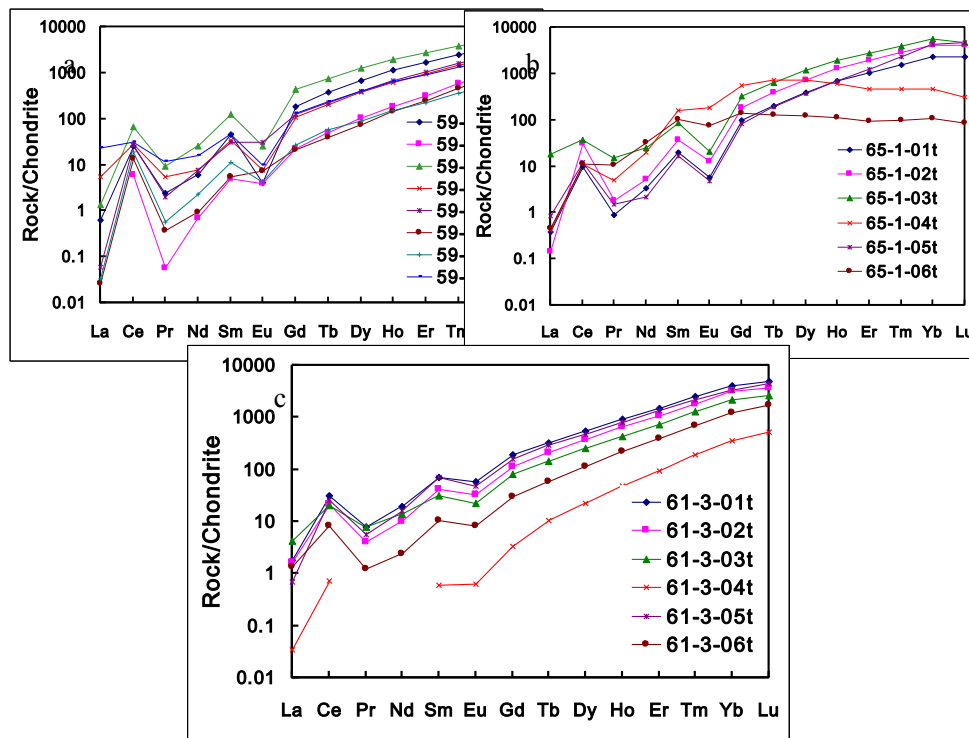 a
Rock/Chondrite
10000
1000
100
10
1
0.1
0.01
La Ce Pr Nd Sm Eu Gd Tb Dy Ho Er Tm
59-
59-
59-
59-
59-
59-
59-
59-
b
Rock/Chondrite
10000
1000
100
10
1
0.1
0.01
La Ce Pr Nd Sm Eu Gd Tb Dy Ho Er Tm Yb Lu
65-1-01t
65-1-02t
65-1-03t
65-1-04t
65-1-05t
65-1-06t
c
Rock/Chondrite
10000
1000
100
10
1
0.1
0.01
La Ce Pr Nd Sm Eu Gd Tb Dy Ho Er Tm Yb Lu
61-3-01t
61-3-02t
61-3-03t
61-3-04t
61-3-05t
61-3-06t